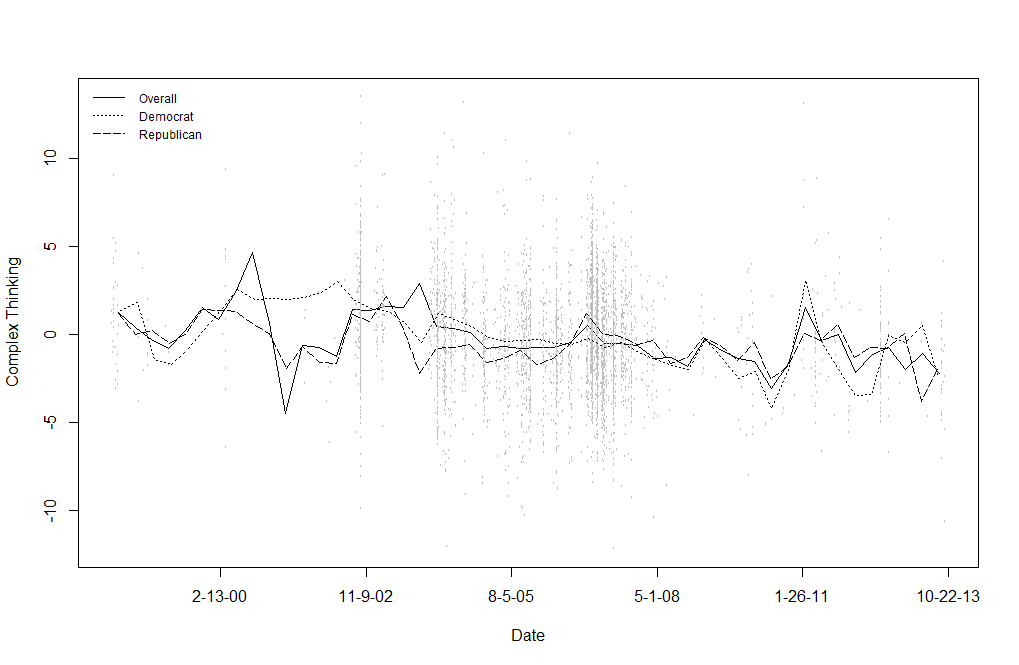 Overall
Democrat
Republican
Complex Thinking
10
5
0
-5
-10
2-13-00
11-9-02
8-5-05
5-1-08
1-26-11
10-22-13
Date